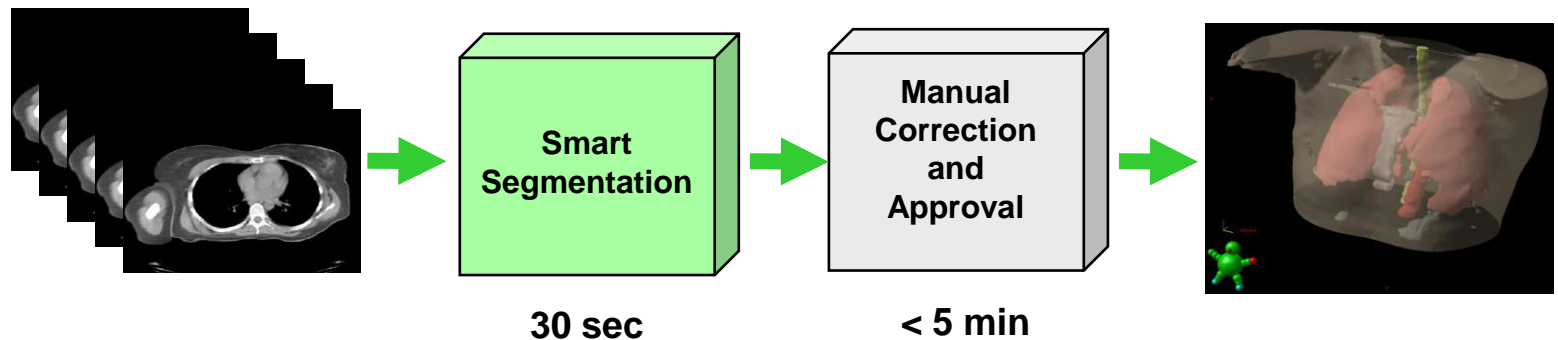 Smart
Segmentation
Manual
Correction
and
Approval
30 sec
< 5 min